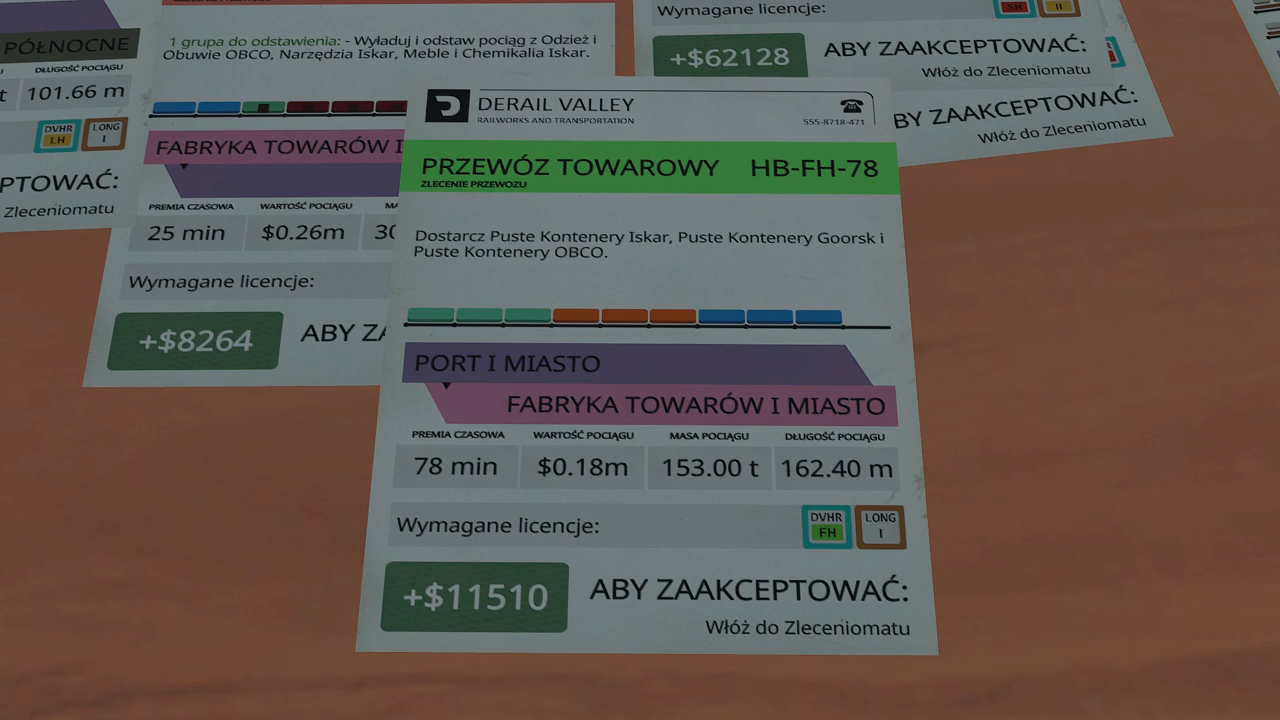 PÓŁNOCNE
DŁUGOŚĆ POCIĄGU
t
101.66 m
DVHR
LH
LONG
I
PTOWAĆ:
Zleceniomatu
1 grupa do odstawienia: - Wyładuj i odstaw pociąg z Odzież i
Obuwie OBCO, Narzędzia Iskar, Meble i Chemikalia Iskar.
FABRYKA TOWARÓW I
PREMIA CZASOWA
WARTOŚĆ POCIĄGU
MA
25 min
$0.26m
30
Wymagane licencje:
+$8264
ABY ZA
Wymagane licencje:
SH
II
+$62128
ABY ZAAKCEPTOWAĆ:
Włóż do Zleceniomatu
BY ZAAKCEPTOWAĆ:
Włóż do Zleceniomatu
DERAIL VALLEY
RAILWORKS AND TRANSPORTATION
555-8718-471
PRZEWÓZ TOWAROWY HB-FH-78
ZLECENIE PRZEWOZU
Dostarcz Puste Kontenery Iskar, Puste Kontenery Goorsk i
Puste Kontenery OBCO.
PORT I MIASTO
FABRYKA TOWARÓW I MIASTO
PREMIA CZASOWA WARTOŚĆ POCIĄGU MASA POCIĄGU DŁUGOŚĆ POCIĄGU
78 min $0.18m 153.00 t 162.40 m
Wymagane licencje:
DVHR
FH
LONG
I
+$11510
ABY ZAAKCEPTOWAĆ:
Włóż do Zleceniomatu